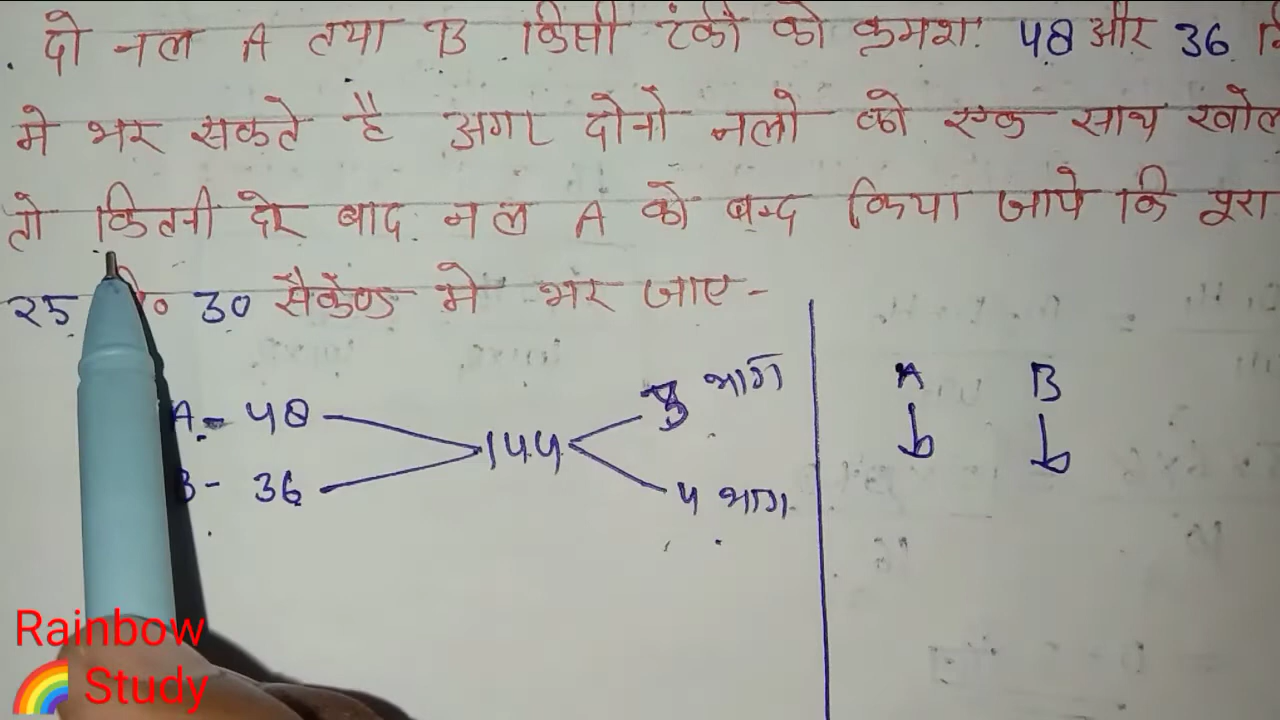 दो नल A तथा B किसी टंकी को क्रमशः 48 और 36
मे भर सकते है अगर दोनों नलो को एक साथ खोल
तो कितनी देर बाद नल A को बन्द किया जाये कि पूरा
25 30 सैकेंण्ड मे भर जाए-
A - 48
B - 36
144
3 भाग
4 भाग
A B
Rainbow
Study